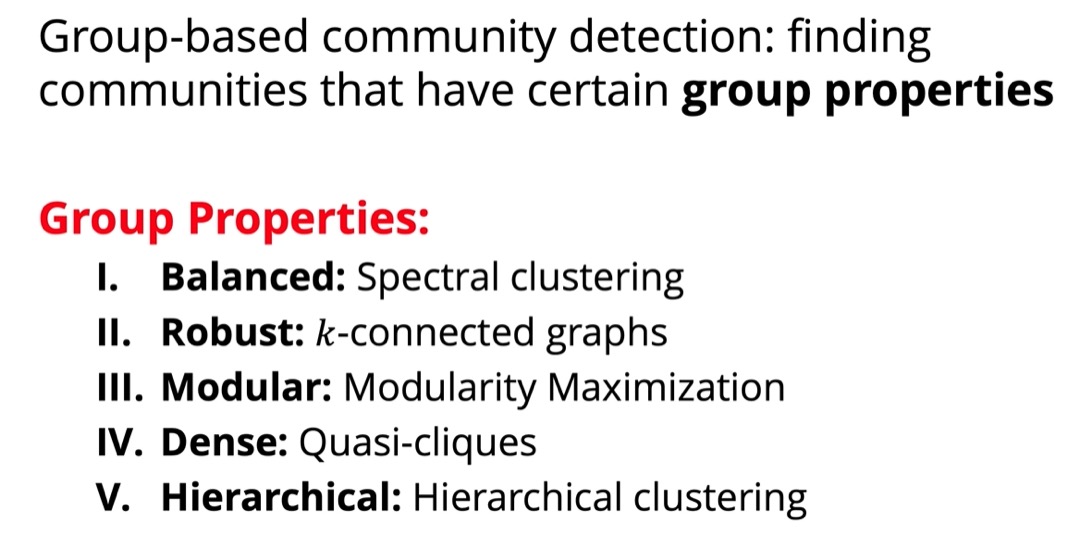 Group-based community detection: finding
communities that have certain group properties
Group Properties:
I. Balanced: Spectral clustering
II. Robust: k-connected graphs
III. Modular: Modularity Maximization
IV. Dense: Quasi-cliques
V. Hierarchical: Hierarchical clustering